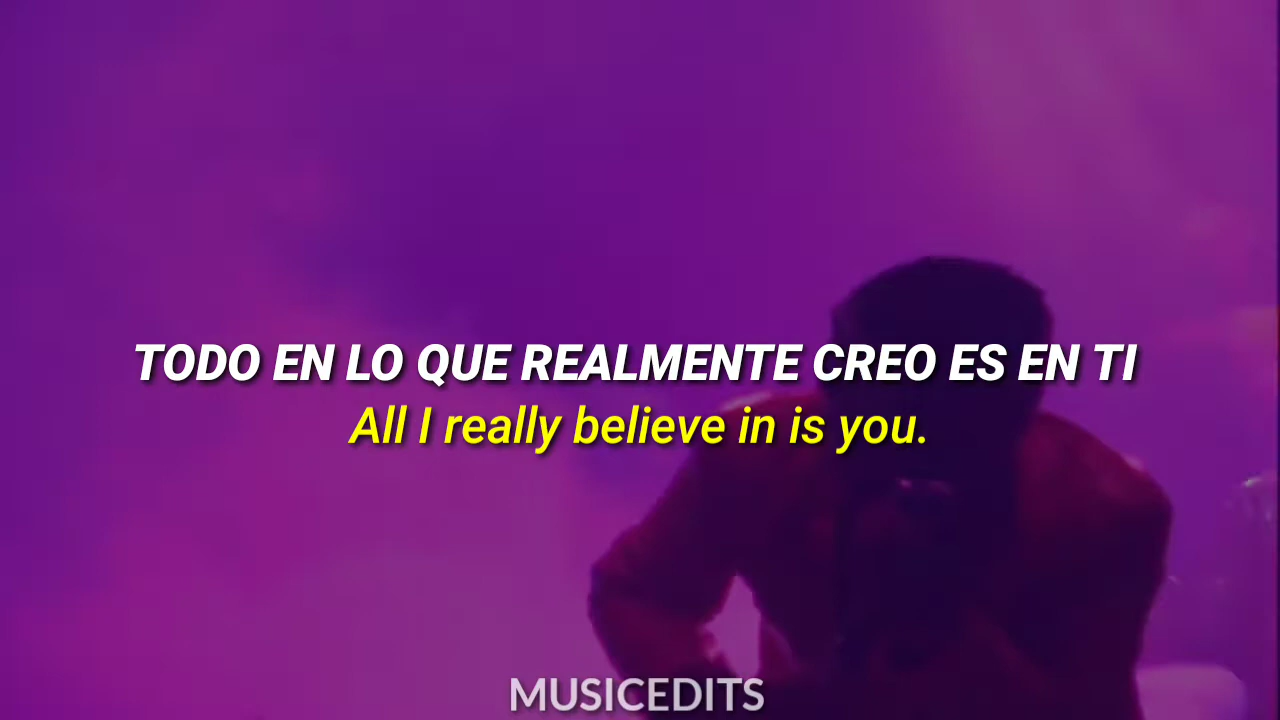 TODO EN LO QUE REALMENTE CREO ES EN TI
All I really believe in is you.
MUSICEDITS